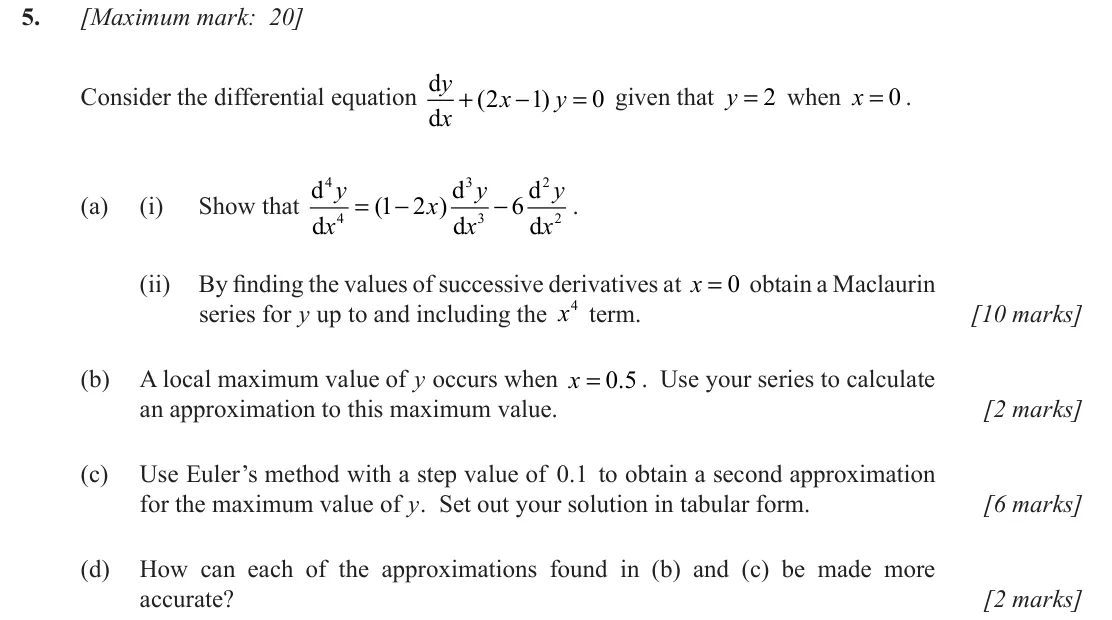 5. [Maximum mark: 20]
Consider the differential equation dy/dx + (2x − 1) y = 0 given that y = 2 when x = 0 .
(a) (i) Show that d⁴y/dx⁴ = (1 − 2x) d³y/dx³ − 6 d²y/dx² .
(ii) By finding the values of successive derivatives at x = 0 obtain a Maclaurin
series for y up to and including the x⁴ term. [10 marks]
(b) A local maximum value of y occurs when x = 0.5 . Use your series to calculate
an approximation to this maximum value. [2 marks]
(c) Use Euler’s method with a step value of 0.1 to obtain a second approximation
for the maximum value of y. Set out your solution in tabular form. [6 marks]
(d) How can each of the approximations found in (b) and (c) be made more
accurate? [2 marks]